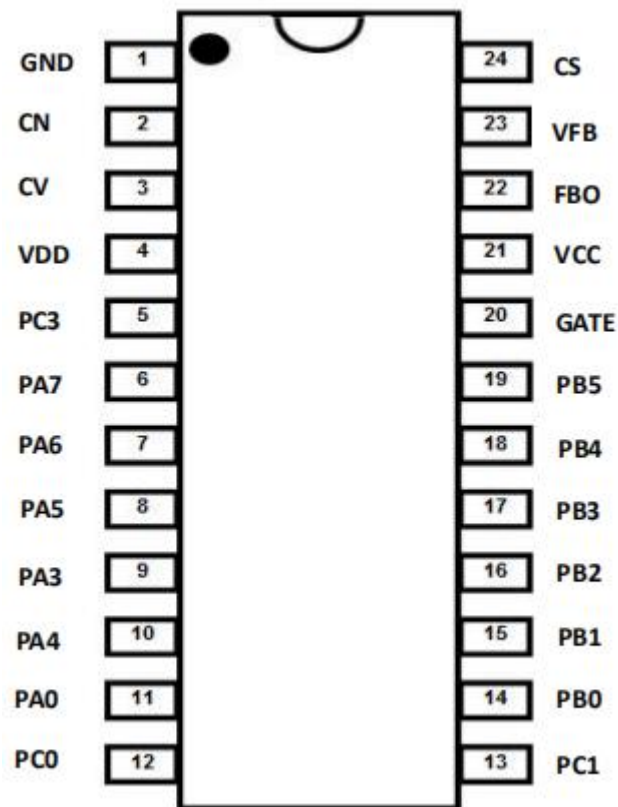 GND 1 24 CS
CN 2 23 VFB
CV 3 22 FBO
VDD 4 21 VCC
PC3 5 20 GATE
PA7 6 19 PB5
PA6 7 18 PB4
PA5 8 17 PB3
PA3 9 16 PB2
PA4 10 15 PB1
PA0 11 14 PB0
PC0 12 13 PC1